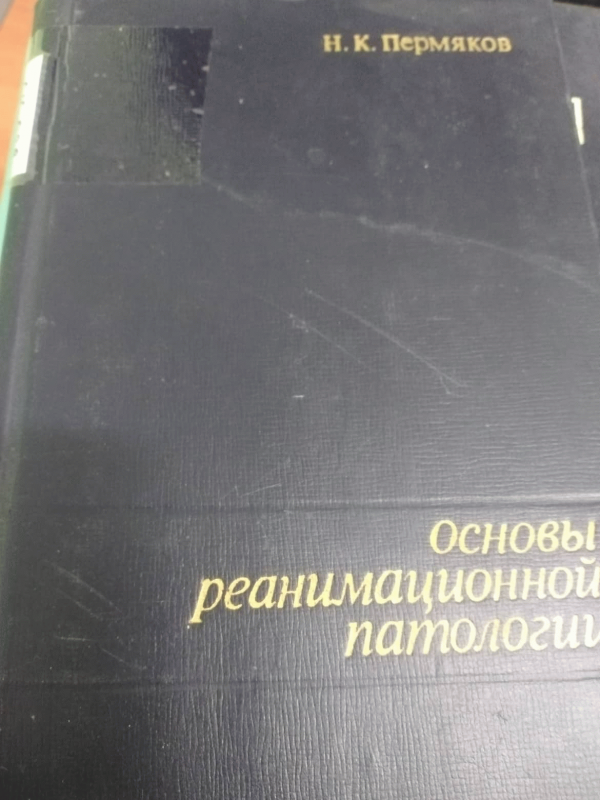 Н. К. Пермяков
основы
реанимационной
патологии